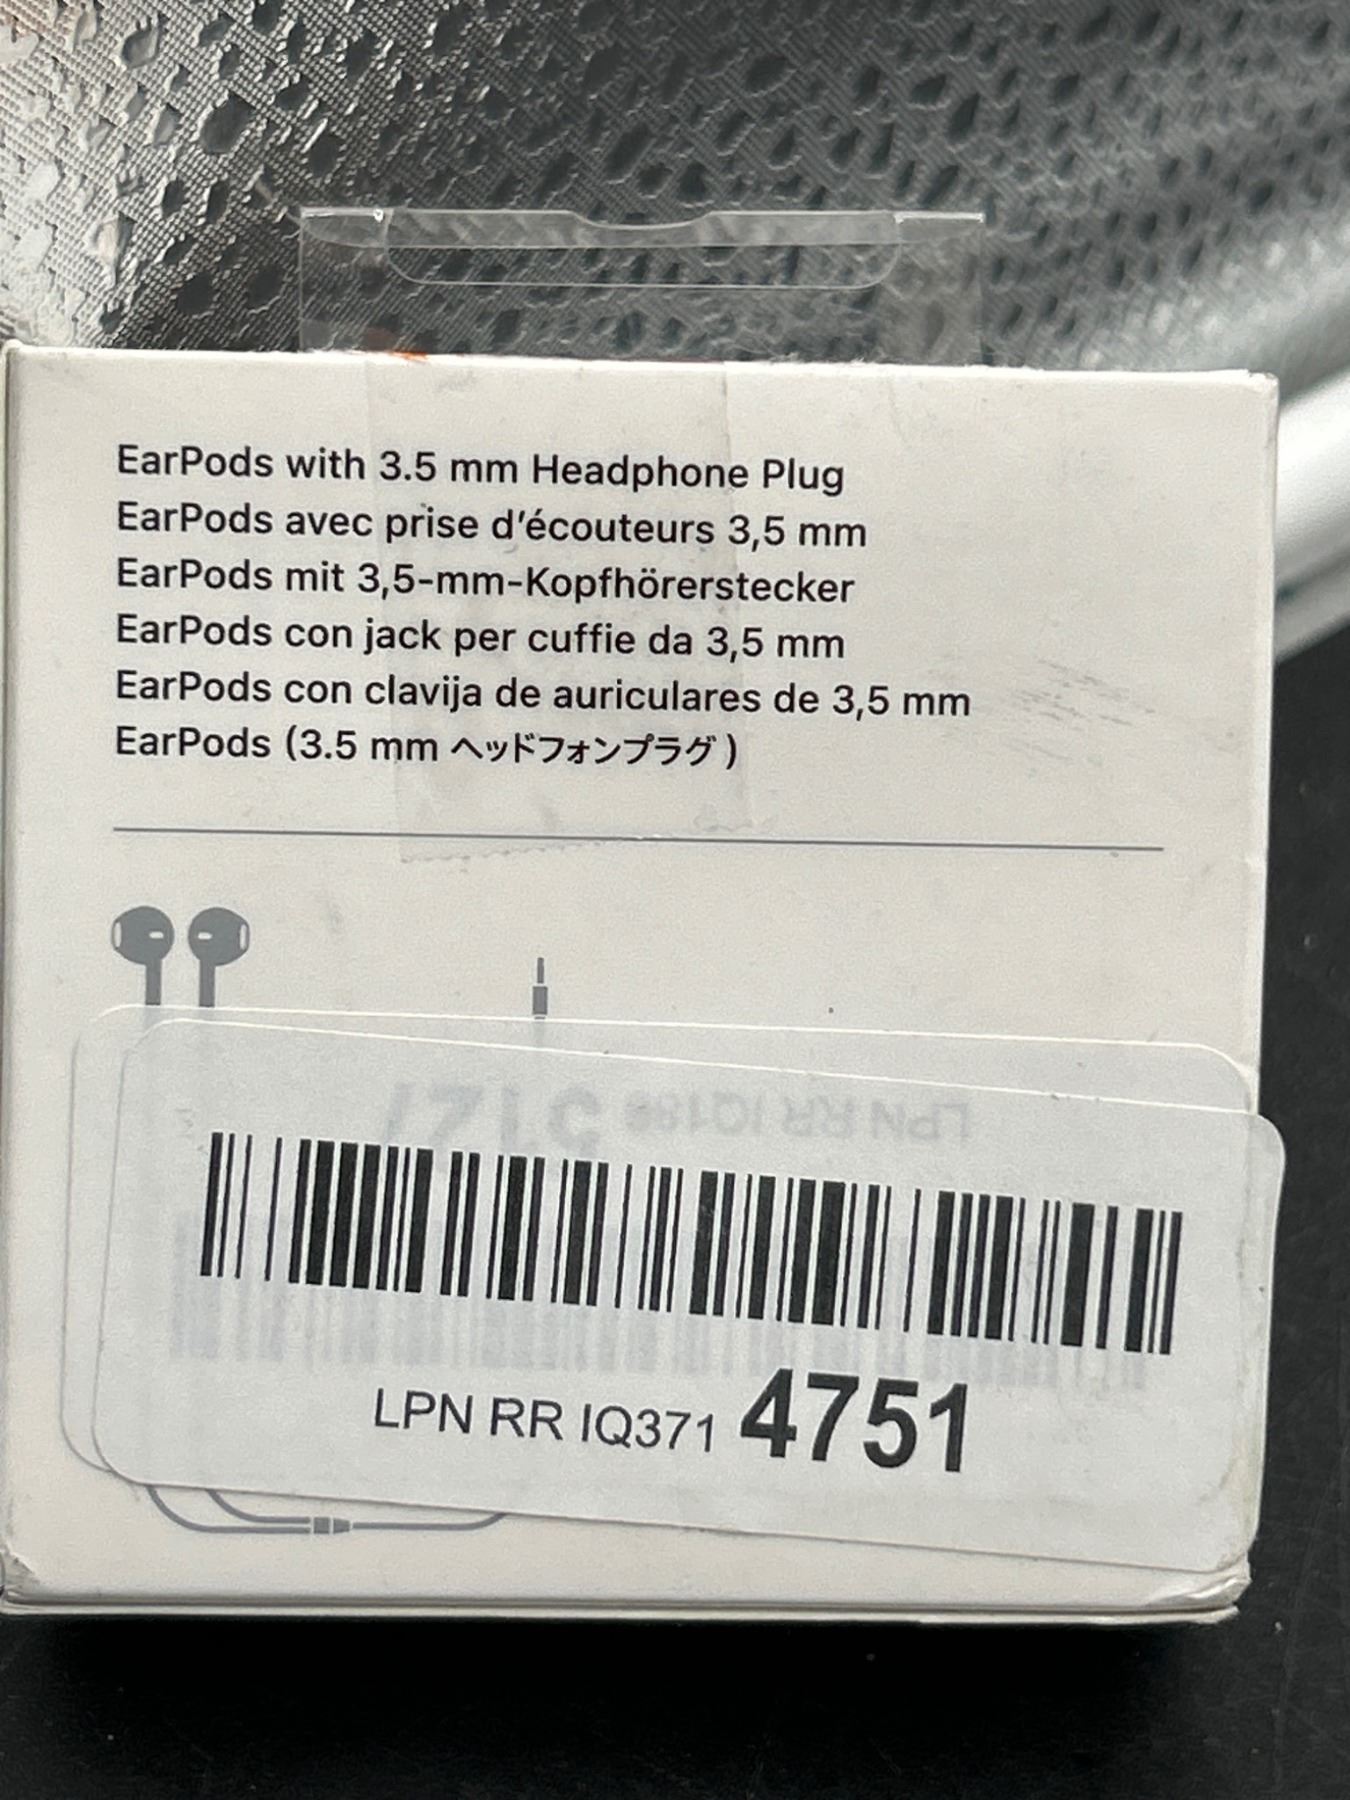 EarPods with 3.5 mm Headphone Plug
EarPods avec prise d'écouteurs 3,5 mm
EarPods mit 3,5-mm-Kopfhörerstecker
EarPods con jack per cuffie da 3,5 mm
EarPods con clavija de auriculares de 3,5 mm
EarPods (3.5 mm ヘッドフォンプラグ)
LPN RR IQ371 4751